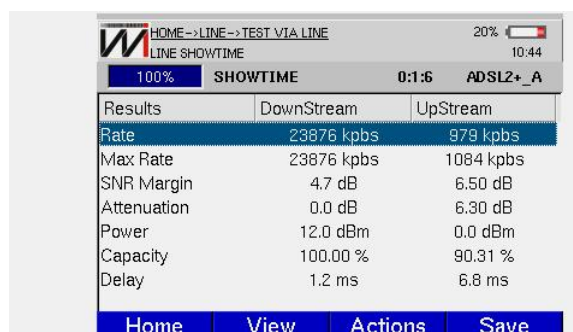 HOME->LINE->TEST VIA LINE 20%
LINE SHOWTIME 10:44
100% SHOWTIME 0:1:6 ADSL2+_A
Results DownStream UpStream
Rate 23876 kpbs 979 kpbs
Max Rate 23876 kpbs 1084 kpbs
SNR Margin 4.7 dB 6.50 dB
Attenuation 0.0 dB 6.30 dB
Power 12.0 dBm 0.0 dBm
Capacity 100.00 % 90.31 %
Delay 1.2 ms 6.8 ms
Home View Actions Save